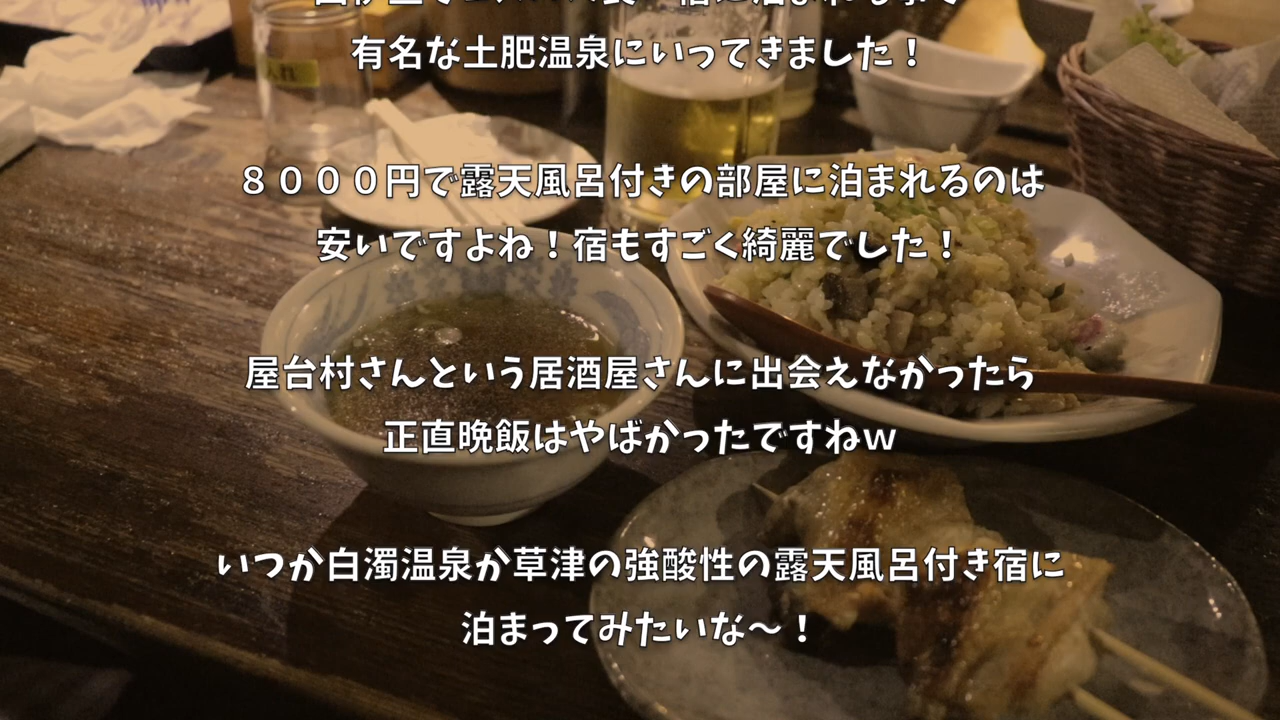 有名な土肥温泉にいってきました！
８０００円で露天風呂付きの部屋に泊まれるのは
安いですよね！宿もすごく綺麗でした！
屋台村さんという居酒屋さんに出会えなかったら
正直晩飯はやばかったですねｗ
いつか白濁温泉か草津の強酸性の露天風呂付き宿に
泊まってみたいな～！